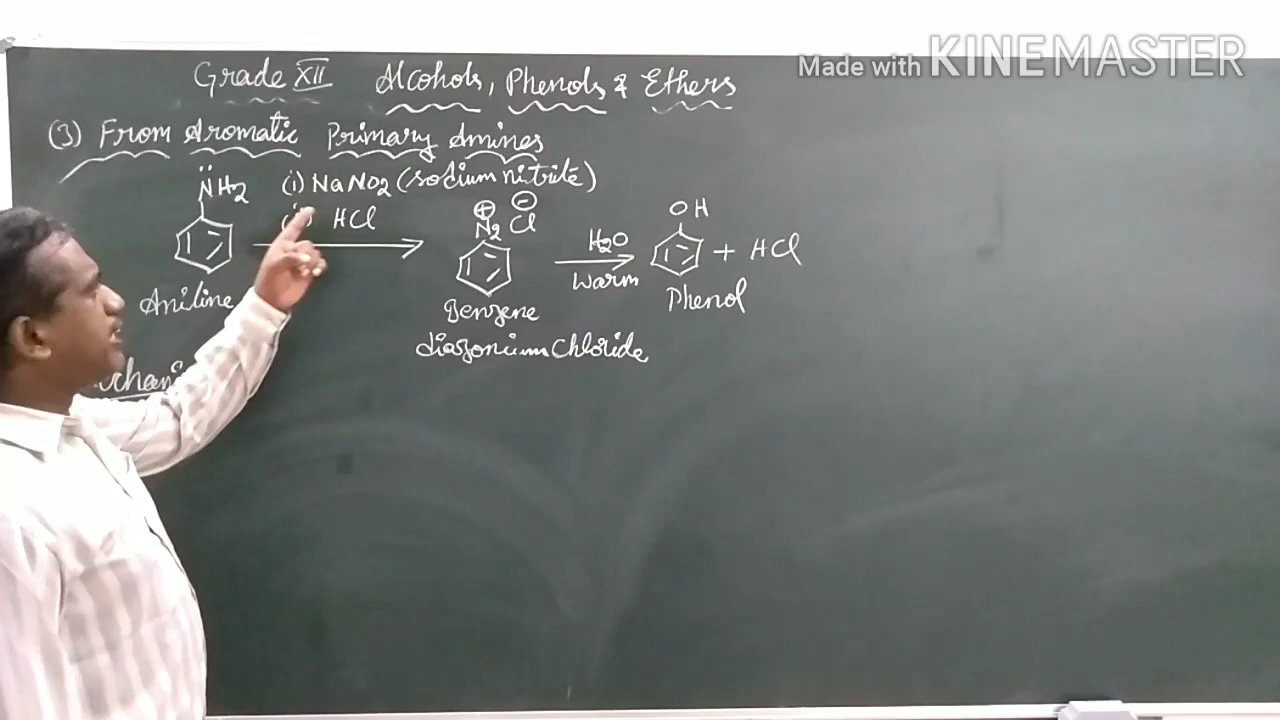 Made with KINEMASTER
Grade XII Alcohols, Phenols & Ethers
(3) From Aromatic Primary Amines
NH2 (i) NaNO2 (sodium nitrite)
HCl
⊕ ⊖
N2 Cl
H2O
Warm
OH
+ HCl
Aniline
Benzene
diazonium chloride
Phenol